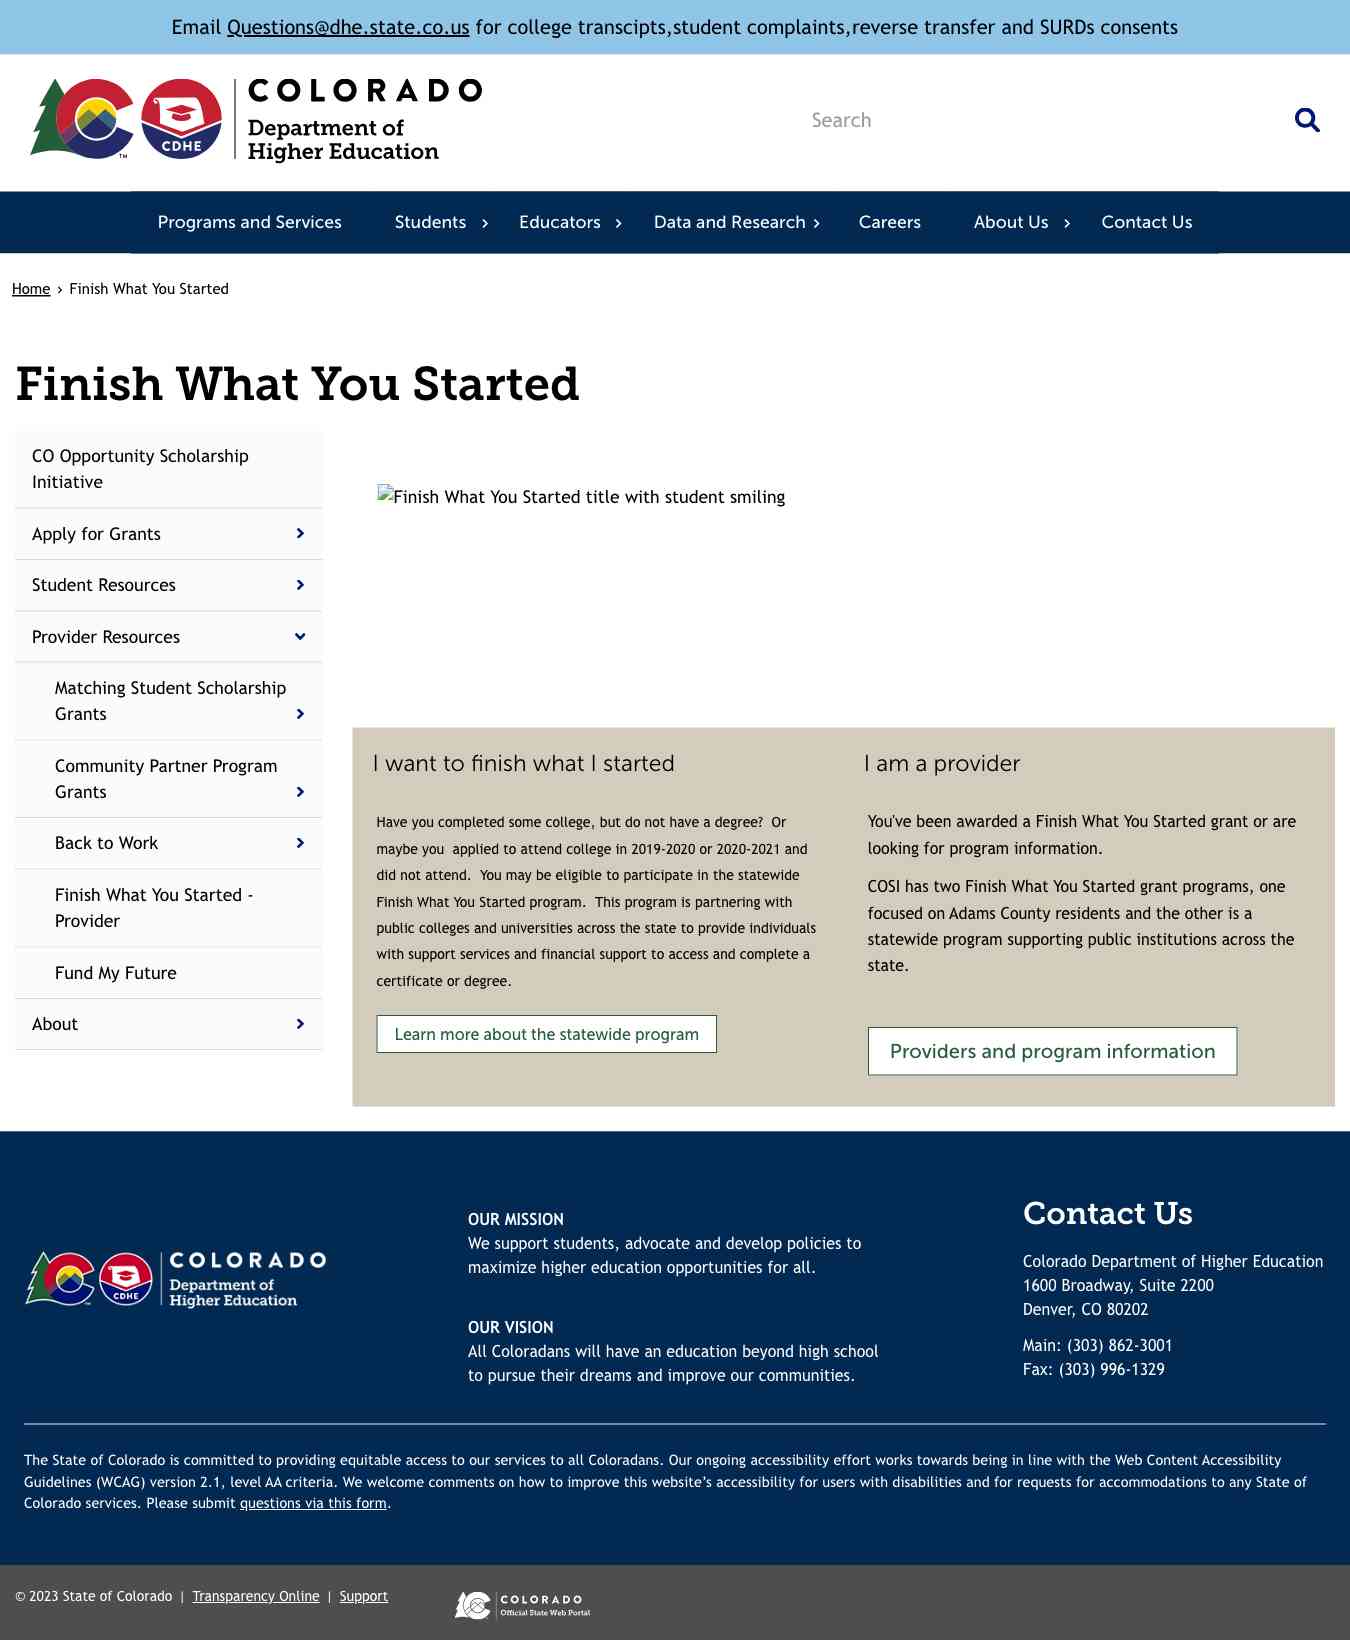 Email Questions@dhe.state.co.us for college transcipts,student complaints,reverse transfer and SURDs consents
CDHE
TM
COLORADO
Department of
Higher Education
Search
Programs and Services Students Educators Data and Research Careers About Us Contact Us
Home › Finish What You Started
Finish What You Started
CO Opportunity Scholarship
Initiative
Apply for Grants
Student Resources
Provider Resources
Matching Student Scholarship
Grants
Community Partner Program
Grants
Back to Work
Finish What You Started -
Provider
Fund My Future
About
Finish What You Started title with student smiling
I want to finish what I started
Have you completed some college, but do not have a degree?  Or
maybe you  applied to attend college in 2019-2020 or 2020-2021 and
did not attend.  You may be eligible to participate in the statewide
Finish What You Started program.  This program is partnering with
public colleges and universities across the state to provide individuals
with support services and financial support to access and complete a
certificate or degree.
Learn more about the statewide program
I am a provider
You've been awarded a Finish What You Started grant or are
looking for program information.
COSI has two Finish What You Started grant programs, one
focused on Adams County residents and the other is a
statewide program supporting public institutions across the
state.
Providers and program information
CDHE
COLORADO
Department of
Higher Education
OUR MISSION
We support students, advocate and develop policies to
maximize higher education opportunities for all.
OUR VISION
All Coloradans will have an education beyond high school
to pursue their dreams and improve our communities.
Contact Us
Colorado Department of Higher Education
1600 Broadway, Suite 2200
Denver, CO 80202
Main: (303) 862-3001
Fax: (303) 996-1329
The State of Colorado is committed to providing equitable access to our services to all Coloradans. Our ongoing accessibility effort works towards being in line with the Web Content Accessibility
Guidelines (WCAG) version 2.1, level AA criteria. We welcome comments on how to improve this website’s accessibility for users with disabilities and for requests for accommodations to any State of
Colorado services. Please submit questions via this form.
© 2023 State of Colorado | Transparency Online | Support
COLORADO
Official State Web Portal